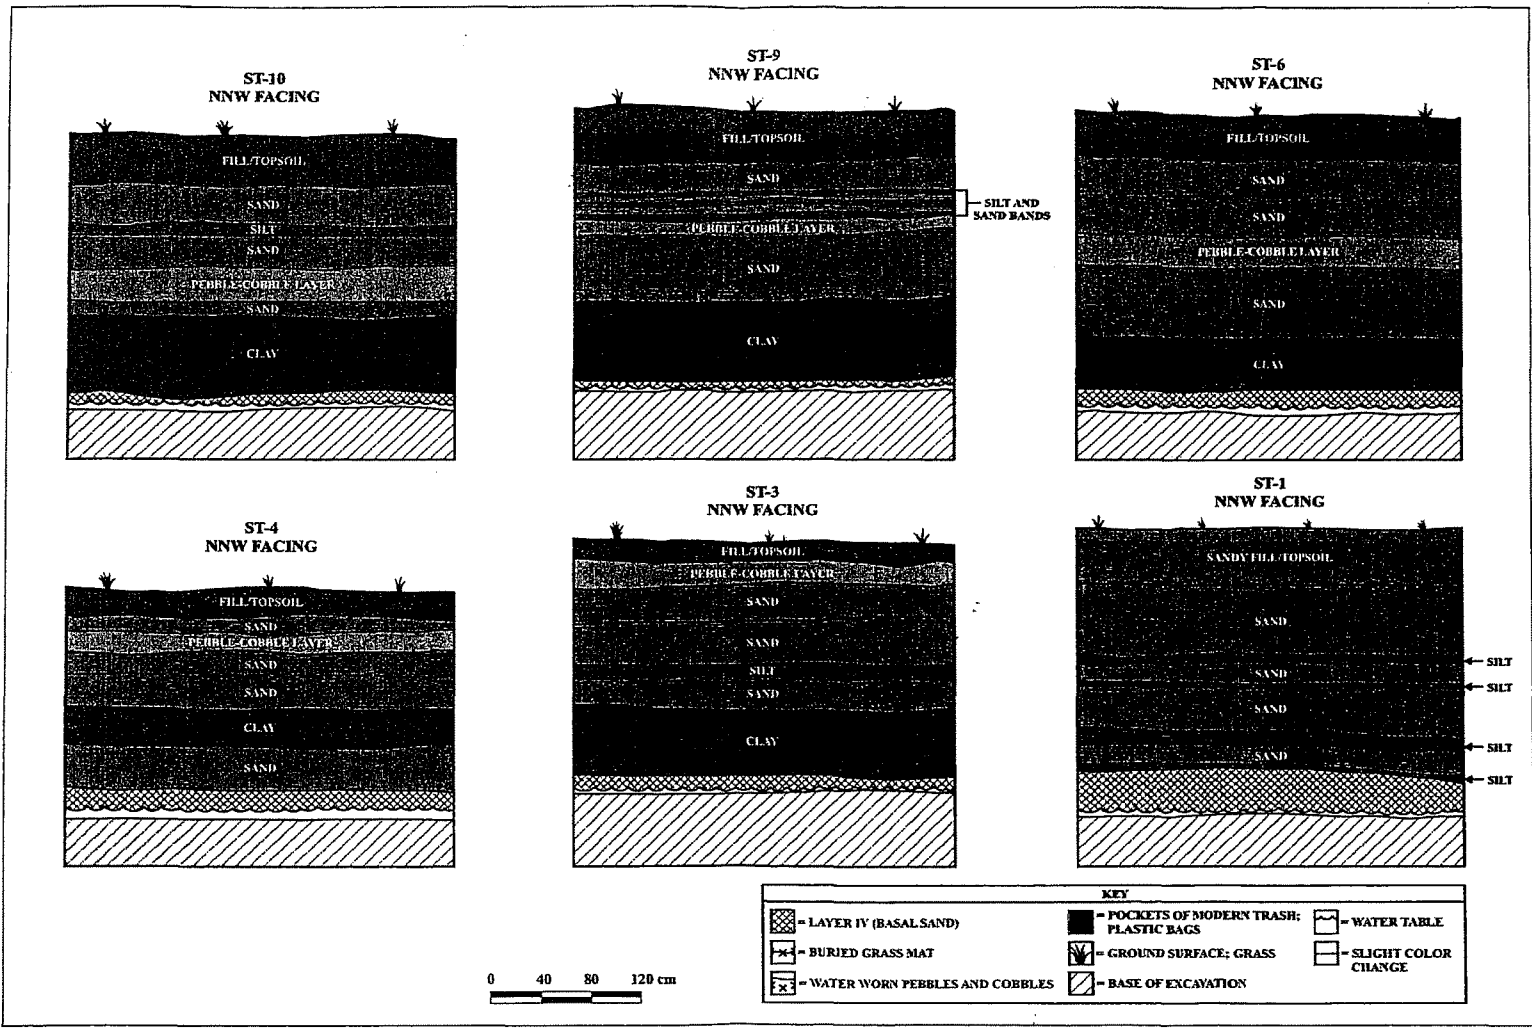 ST-10
NNW FACING
FILL/TOPSOIL
SAND
SILT
SAND
PEBBLE-COBBLE LAYER
SAND
CLAY
ST-9
NNW FACING
FILL/TOPSOIL
SAND
SILT AND
SAND BANDS
PEBBLE-COBBLE LAYER
SAND
CLAY
ST-6
NNW FACING
FILL/TOPSOIL
SAND
SAND
PEBBLE-COBBLE LAYER
SAND
CLAY
ST-4
NNW FACING
FILL/TOPSOIL
SAND
PEBBLE-COBBLE LAYER
SAND
SAND
CLAY
SAND
ST-3
NNW FACING
FILL/TOPSOIL
PEBBLE-COBBLE LAYER
SAND
SAND
SILT
SAND
CLAY
ST-1
NNW FACING
SANDY FILL/TOPSOIL
SAND
SILT
SAND
SILT
SAND
SILT
SAND
SILT
0 40 80 120 cm
KEY
= LAYER IV (BASAL SAND)
= BURIED GRASS MAT
= WATER WORN PEBBLES AND COBBLES
= POCKETS OF MODERN TRASH;
PLASTIC BAGS
= GROUND SURFACE; GRASS
= BASE OF EXCAVATION
= WATER TABLE
= SLIGHT COLOR
CHANGE